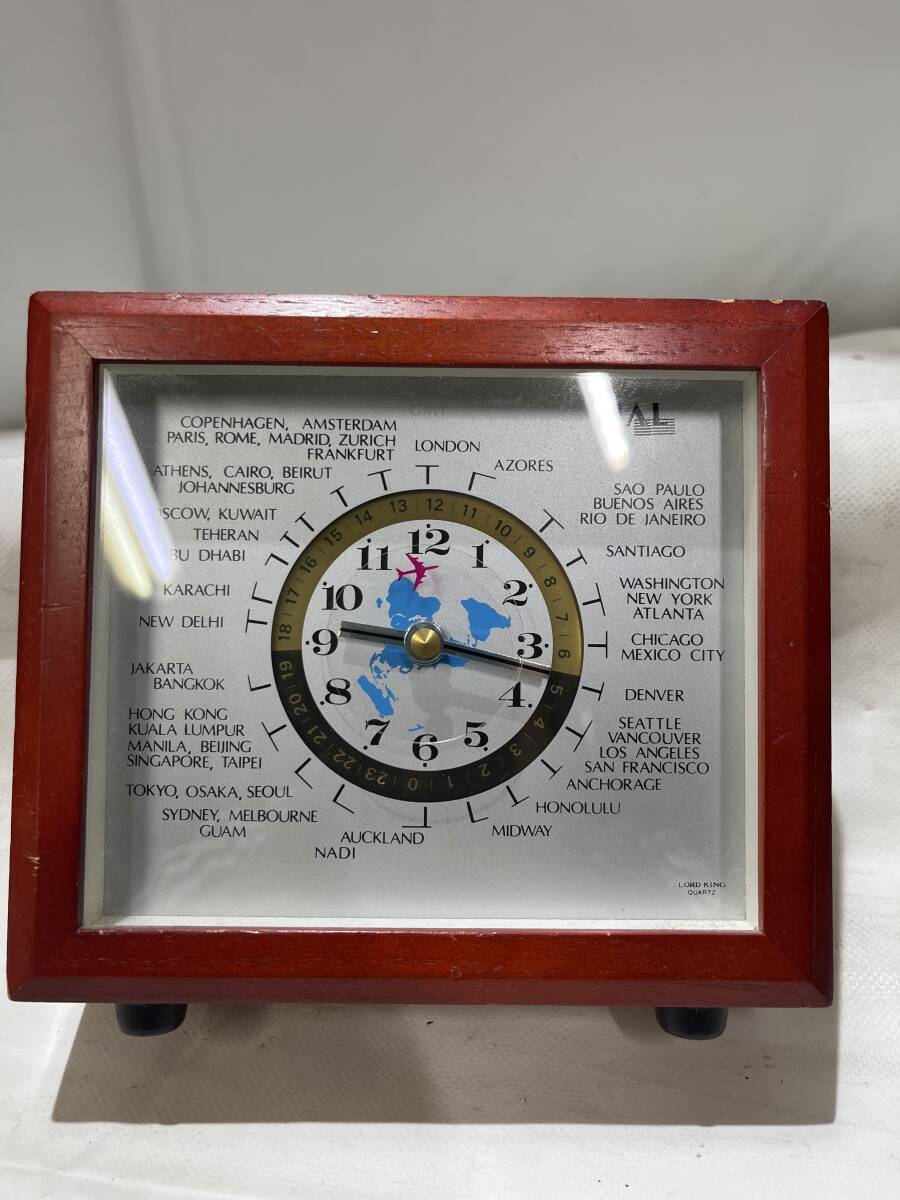 GMT
AL
COPENHAGEN, AMSTERDAM
PARIS, ROME, MADRID, ZURICH
FRANKFURT
LONDON
AZORES
ATHENS, CAIRO, BEIRUT
JOHANNESBURG
SAO PAULO
BUENOS AIRES
RIO DE JANEIRO
OSCOW, KUWAIT
TEHERAN
BU DHABI
SANTIAGO
KARACHI
WASHINGTON
NEW YORK
ATLANTA
NEW DELHI
CHICAGO
MEXICO CITY
JAKARTA
BANGKOK
DENVER
HONG KONG
KUALA LUMPUR
MANILA, BEIJING
SINGAPORE, TAIPEI
SEATTLE
VANCOUVER
LOS ANGELES
SAN FRANCISCO
ANCHORAGE
TOKYO, OSAKA, SEOUL
HONOLULU
SYDNEY, MELBOURNE
GUAM
MIDWAY
AUCKLAND
NADI
12 11 10 9 8 7 6 5 4 3 2 1 0 23 22 21 20 19 18 17 16 15 14 13
12 1 2 3 4 5 6 7 8 9 10 11
LORD KING
QUARTZ